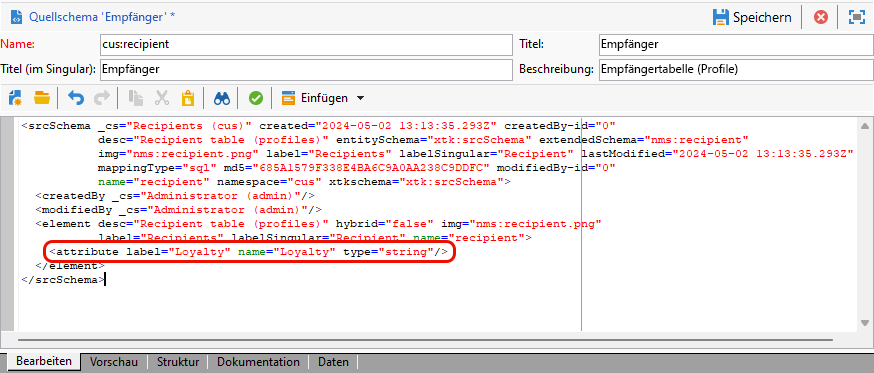 Quellschema 'Empfänger' *
Speichern
Name: cus:recipient Titel: Empfänger
Titel (im Singular): Empfänger Beschreibung: Empfängertabelle (Profile)
Einfügen
<srcSchema _cs="Recipients (cus)" created="2024-05-02 13:13:35.293Z" createdBy-id="0"
desc="Recipient table (profiles)" entitySchema="xtk:srcSchema" extendedSchema="nms:recipient"
img="nms:recipient.png" label="Recipients" labelSingular="Recipient" lastModified="2024-05-02 13:13:35.293Z"
mappingType="sql" md5="685A1579F338E4BA6C9A0AA238C9DDFC" modifiedBy-id="0"
name="recipient" namespace="cus" xtkschema="xtk:srcSchema">
<createdBy _cs="Administrator (admin)"/>
<modifiedBy _cs="Administrator (admin)"/>
<element desc="Recipient table (profiles)" hybrid="false" img="nms:recipient.png"
label="Recipients" labelSingular="Recipient" name="recipient">
<attribute label="Loyalty" name="Loyalty" type="string"/>
</element>
</srcSchema>
Bearbeiten Vorschau Struktur Dokumentation Daten